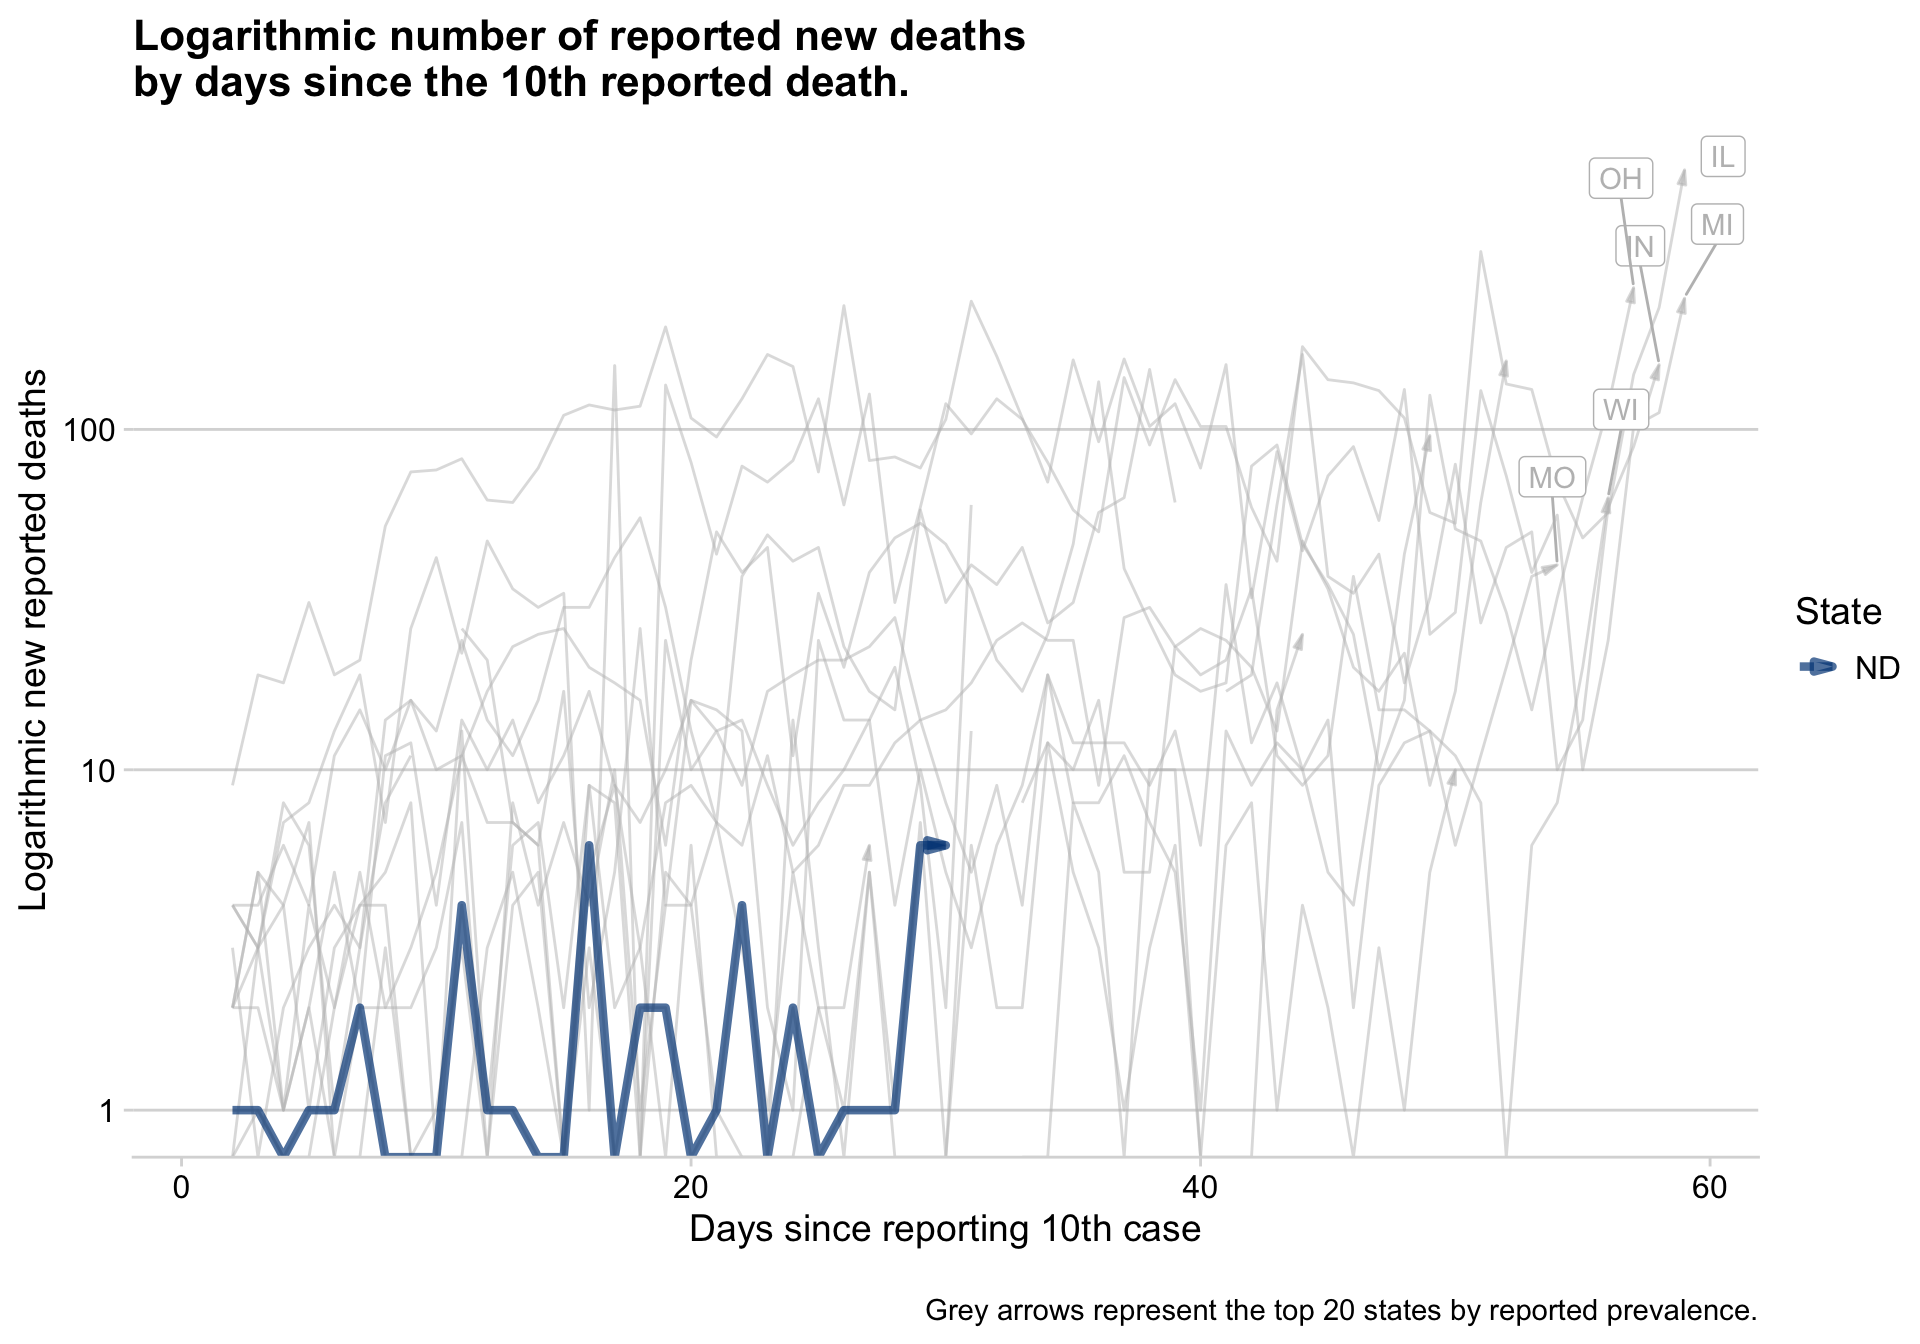 Logarithmic number of reported new deaths
by days since the 10th reported death.
IL
OH
MI
IN
WI
MO
Logarithmic new reported deaths
100
10
1
State
ND
0
20
40
60
Days since reporting 10th case
Grey arrows represent the top 20 states by reported prevalence.